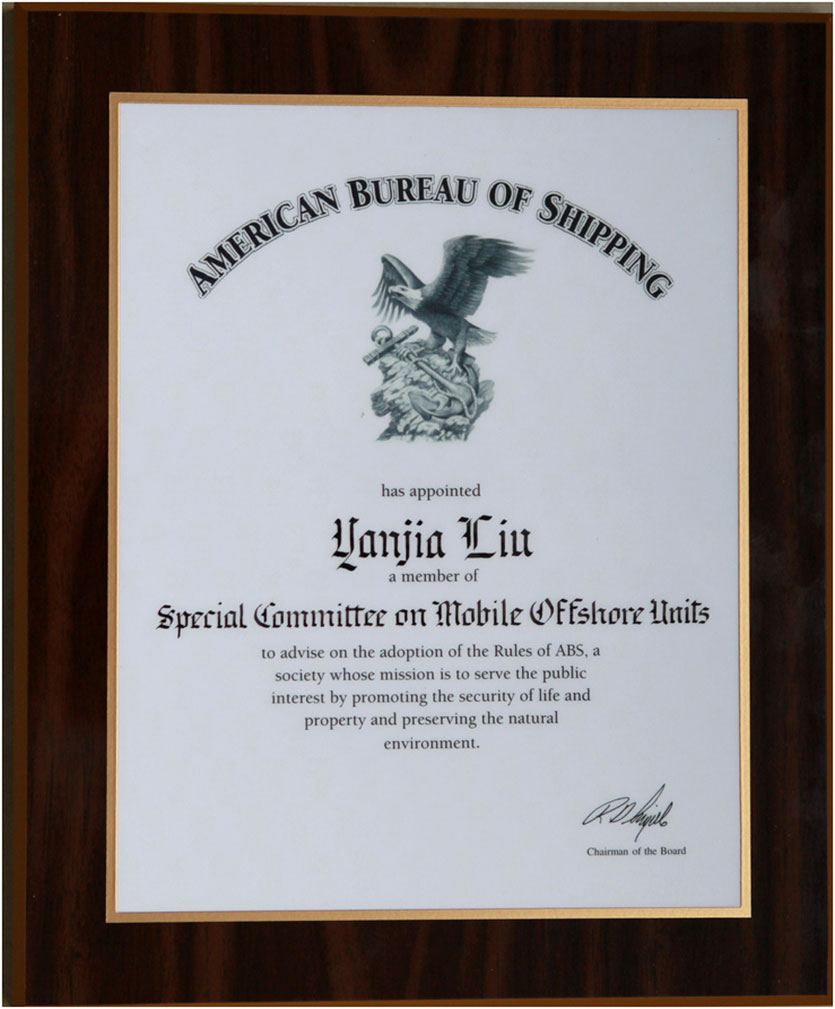 AMERICAN BUREAU OF SHIPPING
has appointed
Yanjia Liu
a member of
Special Committee on Mobile Offshore Units
to advise on the adoption of the Rules of ABS, a
society whose mission is to serve the public
interest by promoting the security of life and
property and preserving the natural
environment.
Chairman of the Board